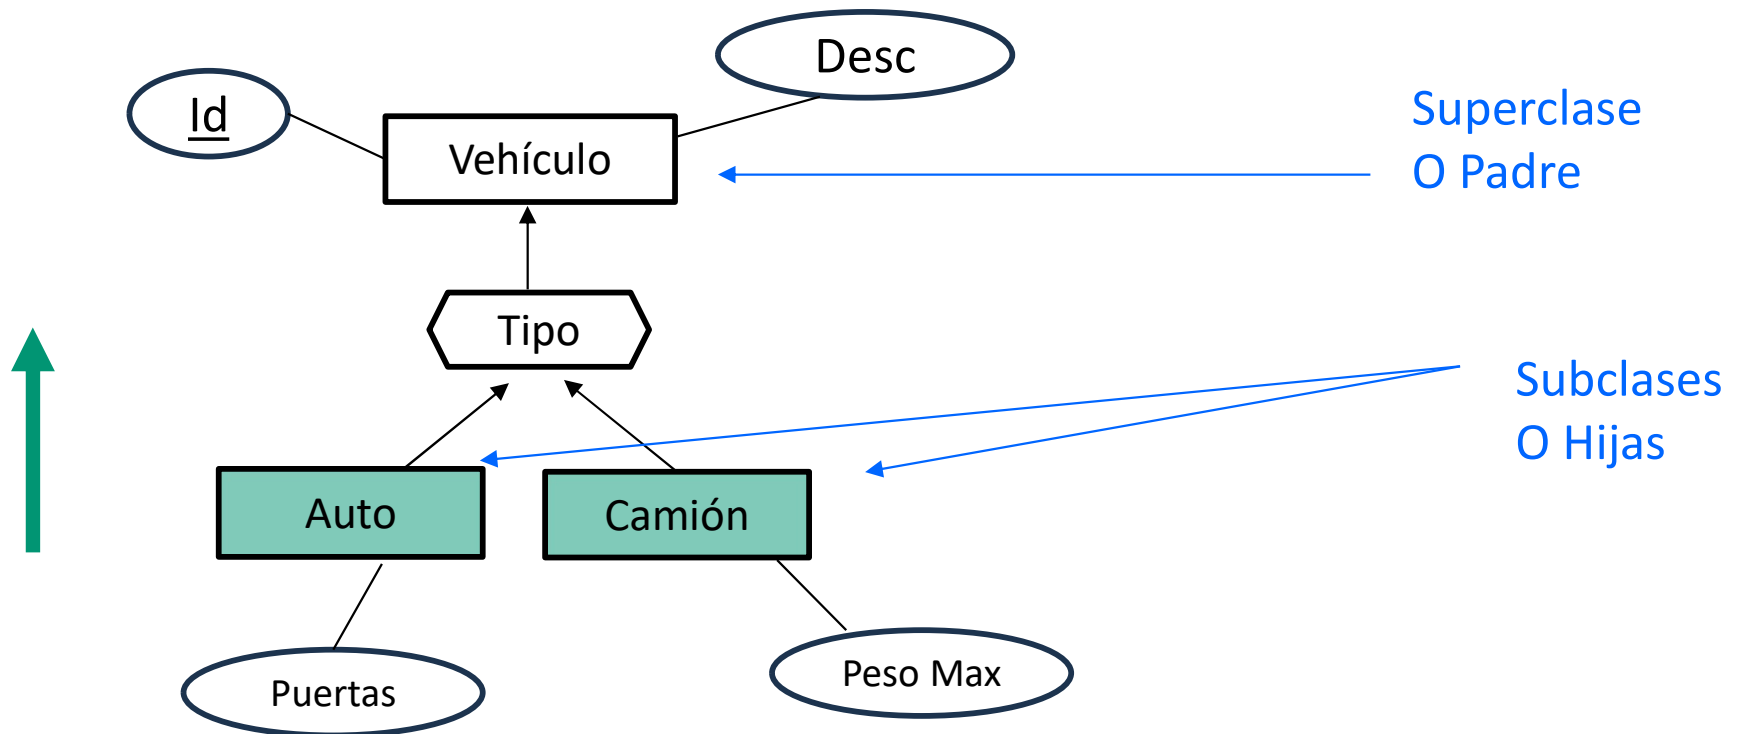 Desc
Id
Vehículo
Superclase
O Padre
Tipo
Subclases
O Hijas
Auto
Camión
Puertas
Peso Max